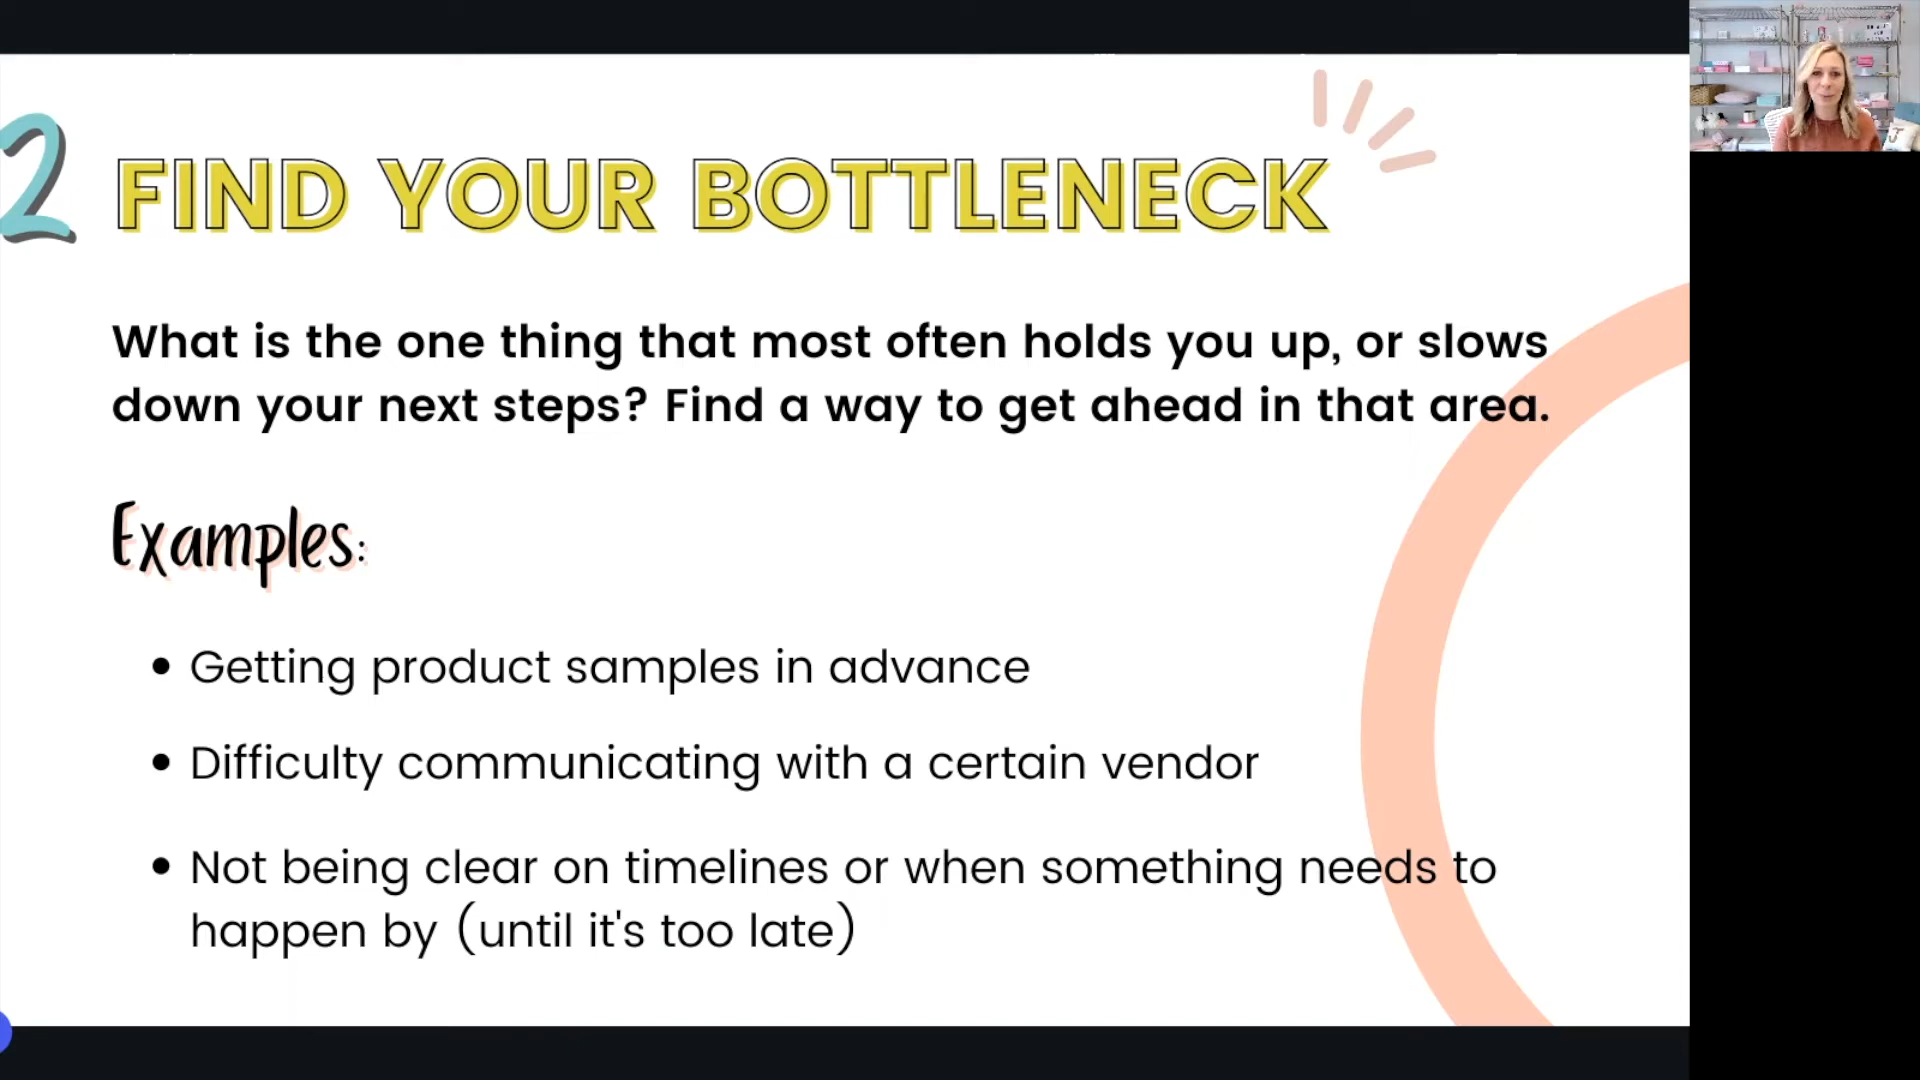 2
FIND YOUR BOTTLENECK
What is the one thing that most often holds you up, or slows
down your next steps? Find a way to get ahead in that area.
Examples:
• Getting product samples in advance
• Difficulty communicating with a certain vendor
• Not being clear on timelines or when something needs to
happen by (until it's too late)